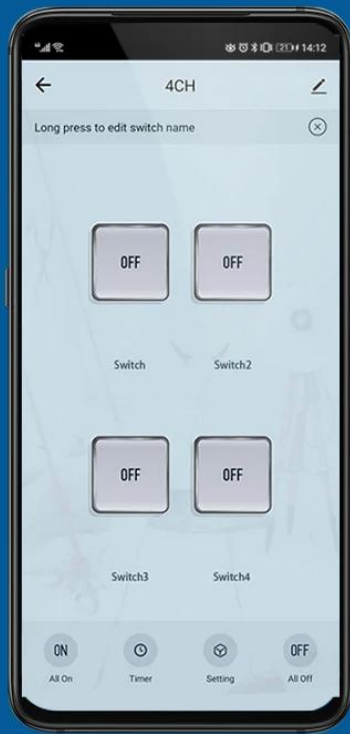 14:12
4CH
Long press to edit switch name
OFF OFF
Switch Switch2
OFF OFF
Switch3 Switch4
ON OFF
All On Timer Setting All Off